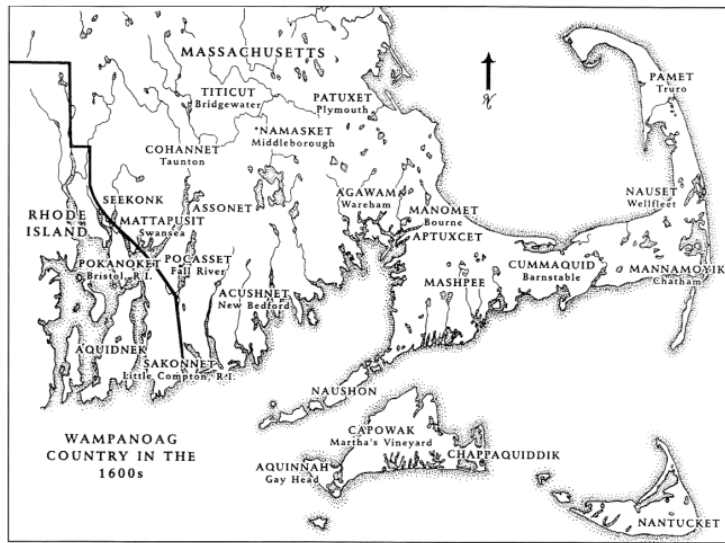 MASSACHUSETTS
PAMET
Truro
TITICUT
Bridgewater
PATUXET
Plymouth
*NAMASKET
Middleborough
COHANNET
Taunton
SEEKONK
ASSONET
AGAWAM
Wareham
NAUSET
Wellfleet
RHODE
ISLAND
MATTAPUSIT
Swansea
MANOMET
Bourne
APTUXCET
POKANOKET
Bristol, R.I.
POCASSET
Fall River
CUMMAQUID
Barnstable
MANNAMOYIK
Chatham
MASHPEE
ACUSHNET
New Bedford
AQUIDNEK
SAKONNET
Little Compton, R.I.
NAUSHON
WAMPANOAG
COUNTRY IN THE
1600s
CAPOWAK
Martha's Vineyard
CHAPPAQUIDDIK
AQUINNAH
Gay Head
NANTUCKET
N